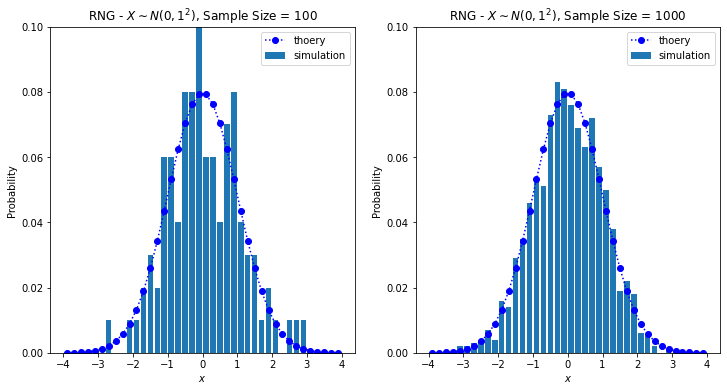 RNG - X ∼ N(0, 1²), Sample Size = 100
0.10
0.08
0.06
0.04
0.02
0.00
Probability
−4 −3 −2 −1 0 1 2 3 4
x
thoery
simulation
RNG - X ∼ N(0, 1²), Sample Size = 1000
0.10
0.08
0.06
0.04
0.02
0.00
Probability
−4 −3 −2 −1 0 1 2 3 4
x
thoery
simulation